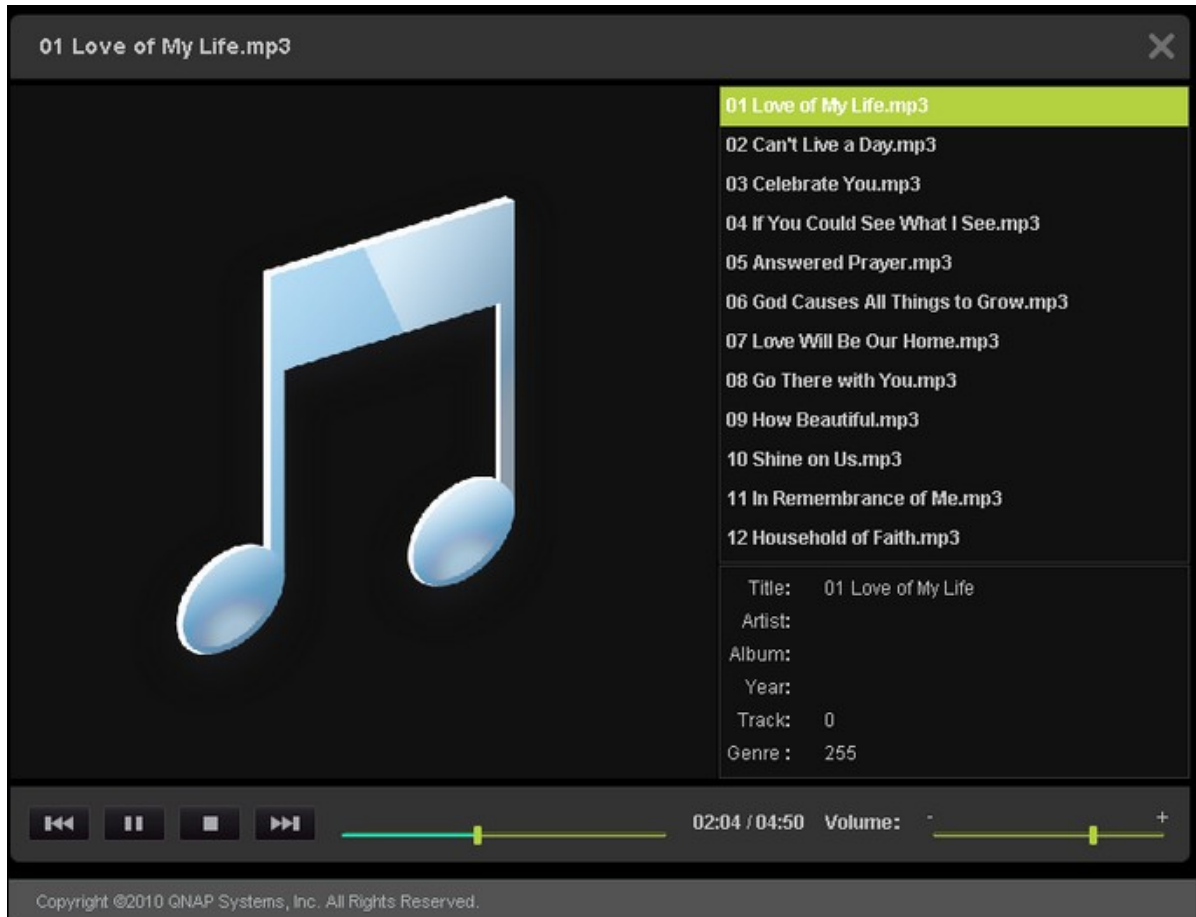 01 Love of My Life.mp3
01 Love of My Life.mp3
02 Can't Live a Day.mp3
03 Celebrate You.mp3
04 If You Could See What I See.mp3
05 Answered Prayer.mp3
06 God Causes All Things to Grow.mp3
07 Love Will Be Our Home.mp3
08 Go There with You.mp3
09 How Beautiful.mp3
10 Shine on Us.mp3
11 In Remembrance of Me.mp3
12 Household of Faith.mp3
Title: 01 Love of My Life
Artist:
Album:
Year:
Track: 0
Genre : 255
02:04 / 04:50 Volume: - +
Copyright ©2010 QNAP Systems, Inc. All Rights Reserved.